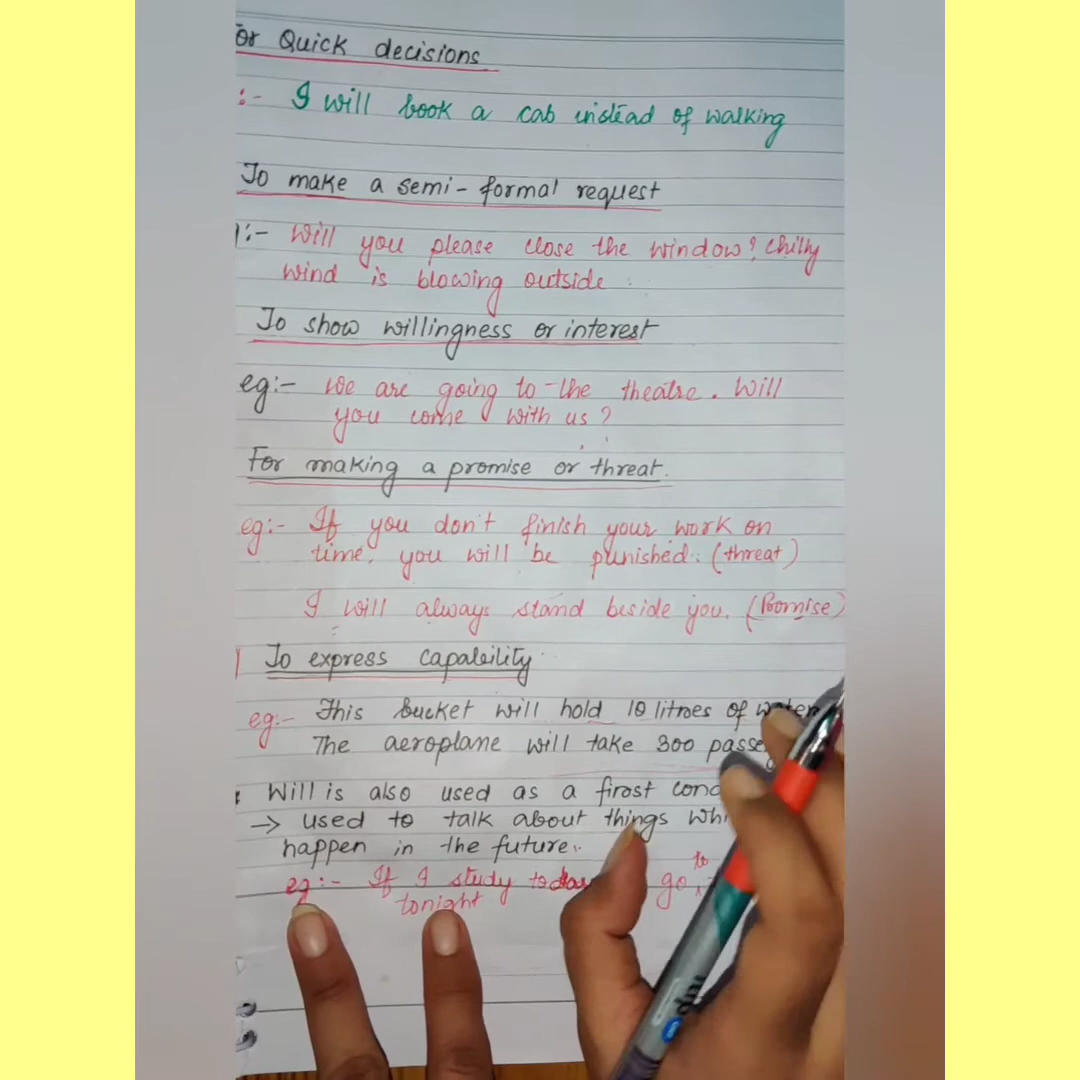 or Quick decisions
:- I will book a cab instead of walking
To make a semi-formal request
:- Will you please close the window? Chilly
wind is blowing outside.
To show willingness or interest
eg:- We are going to the theatre. Will
you come with us?
For making a promise or threat.
eg:- If you don't finish your work on
time, you will be punished. (threat)
I will always stand beside you. (Promise)
To express capability
eg:- This bucket will hold 10 litres of water
The aeroplane will take 300
Will is also used as a first
→ used to talk about things
happen in the future.
to
eg:- If I study today go
tonight